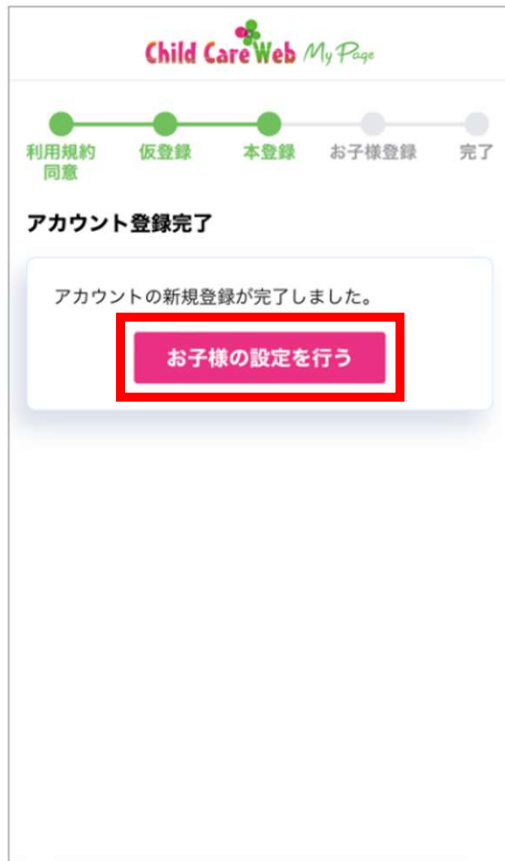 Child Care Web My Page
利用規約 仮登録 本登録 お子様登録 完了
同意
アカウント登録完了
アカウントの新規登録が完了しました。
お子様の設定を行う